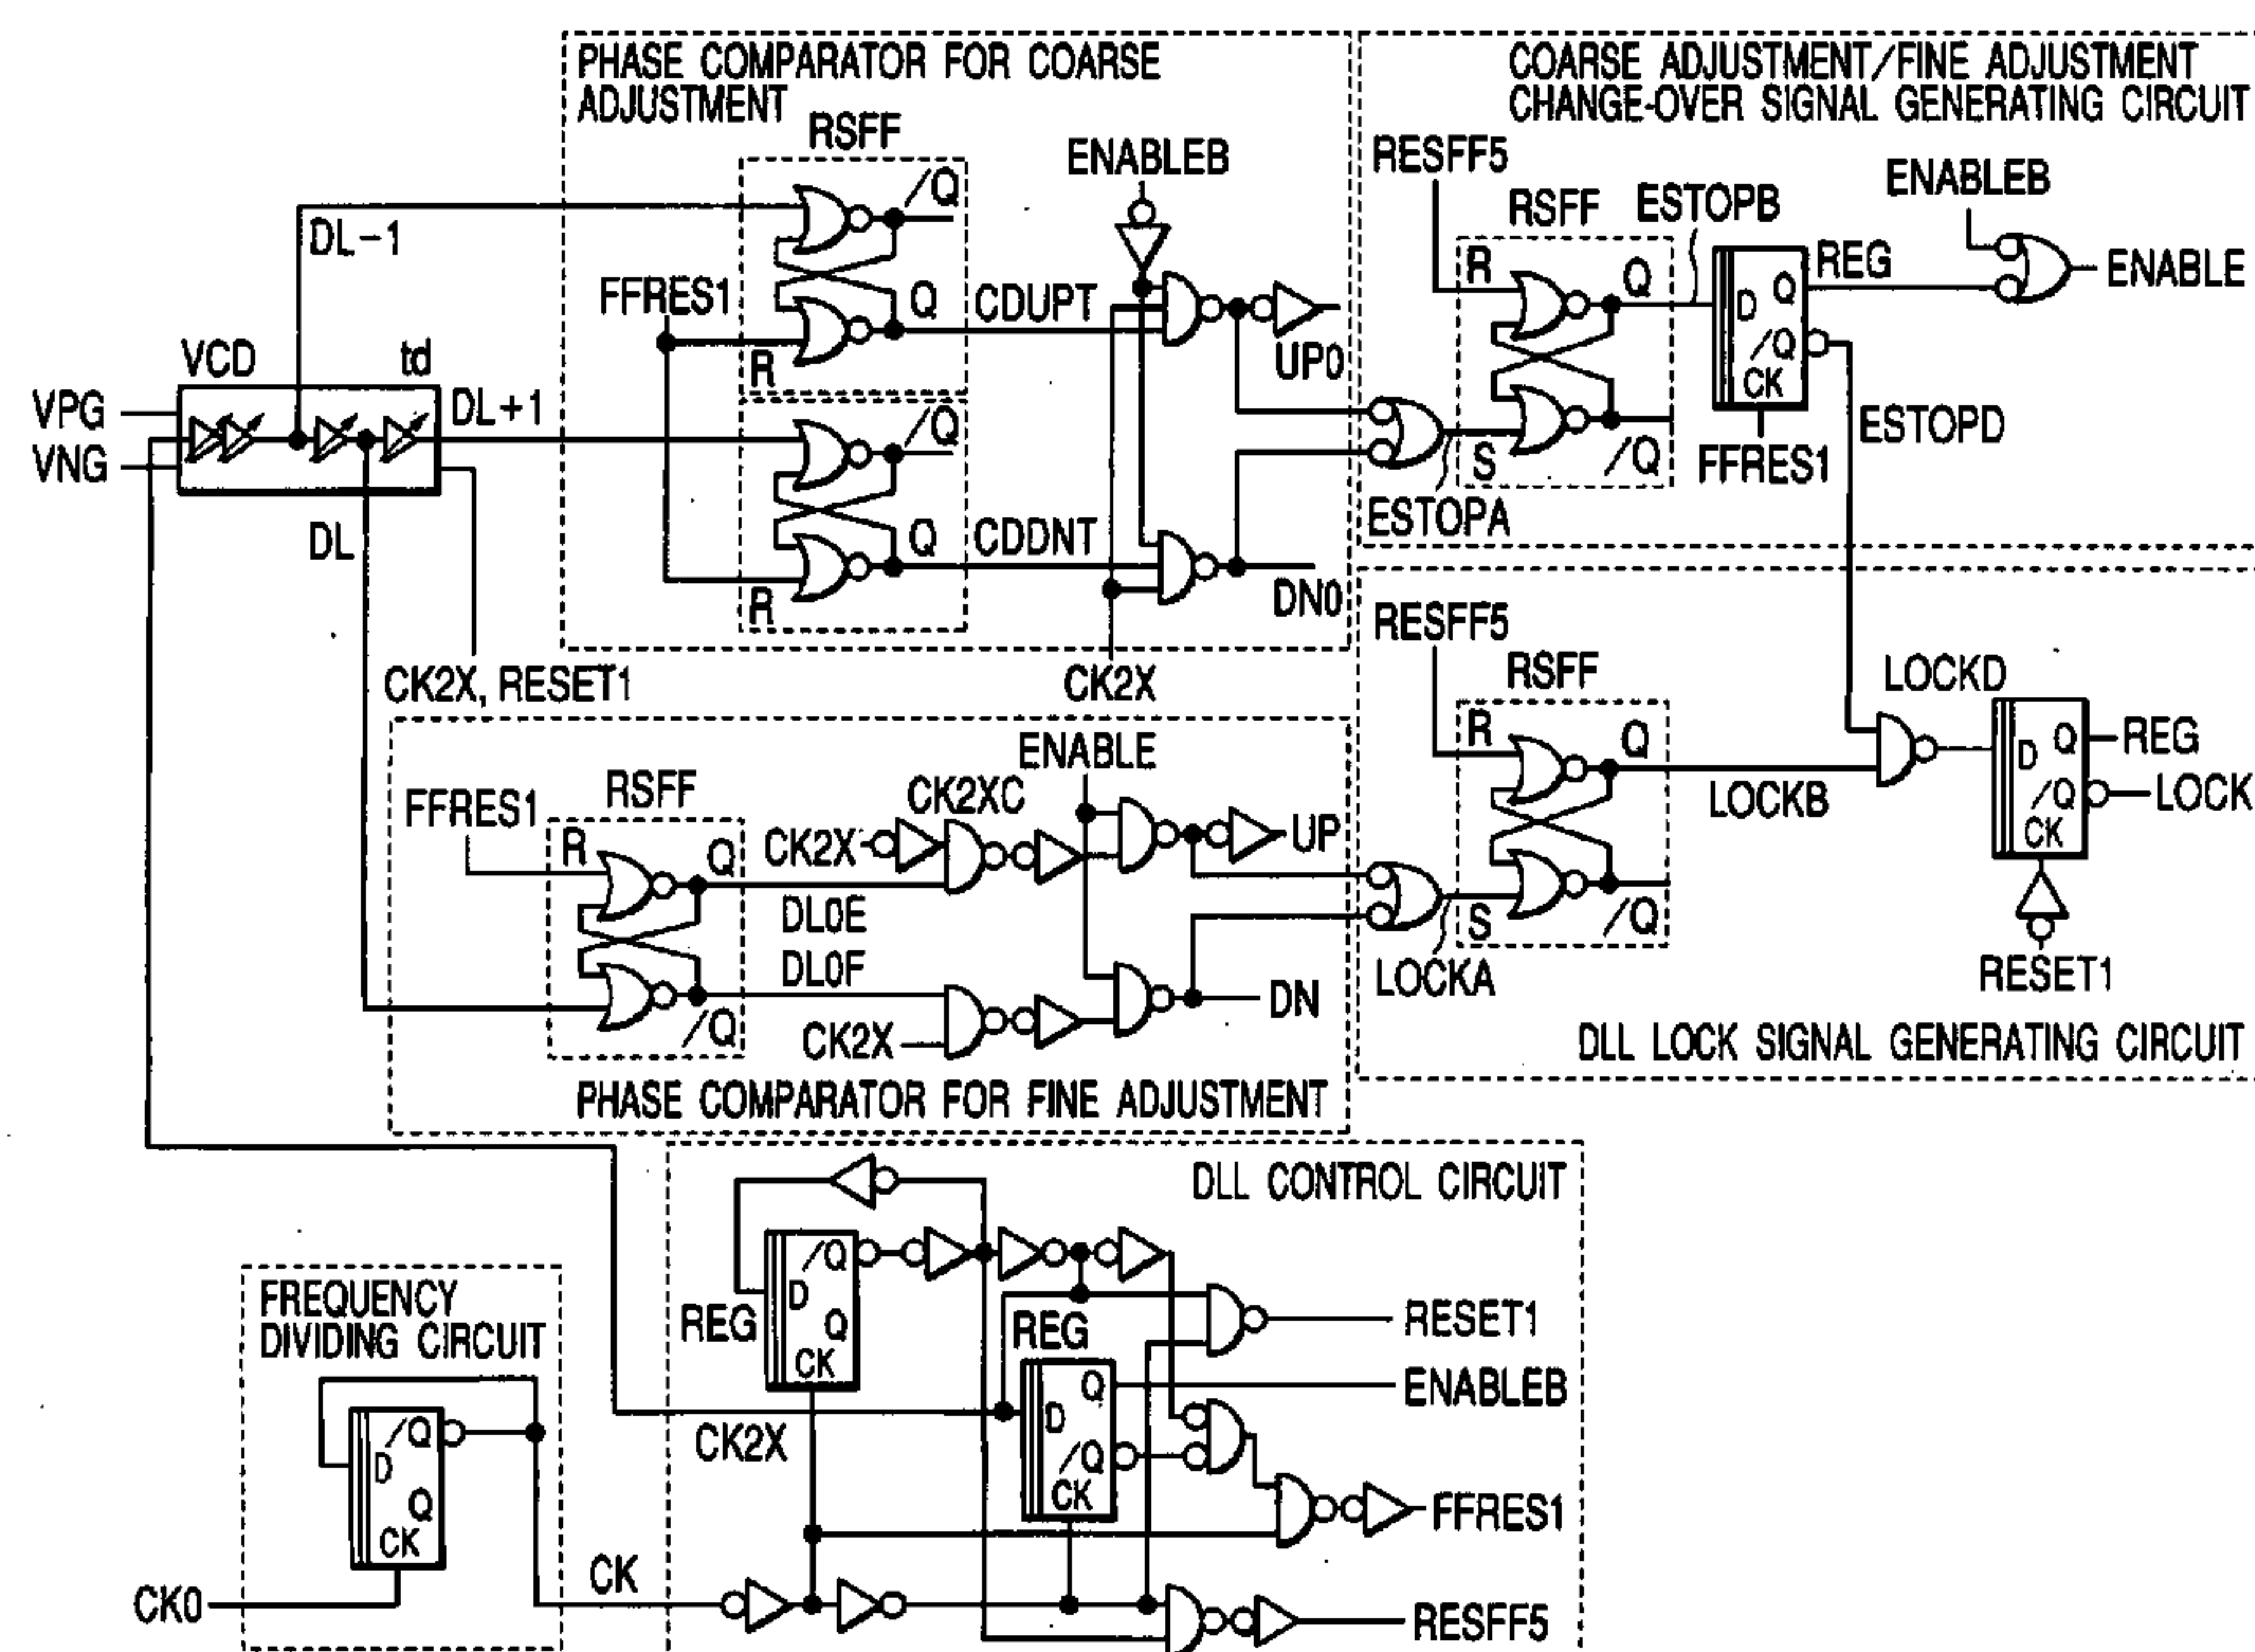 PHASE COMPARATOR FOR COARSE
ADJUSTMENT
RSFF
/Q
DL-1
FFRES1
Q
CDUPT
R
ENABLEB
UP0
VCD
td
VPG
VNG
DL+1
/Q
DL
Q
CDDNT
R
DN0
CK2X, RESET1
CK2X
COARSE ADJUSTMENT/FINE ADJUSTMENT
CHANGE-OVER SIGNAL GENERATING CIRCUIT
RESFF5
RSFF
ESTOPB
ENABLEB
R
Q
REG
ENABLE
D
Q
/Q
CK
S
/Q
FFRES1
ESTOPD
ESTOPA
RESFF5
RSFF
LOCKD
R
Q
LOCKB
D
Q
REG
/Q
LOCK
CK
S
/Q
LOCKA
RESET1
DLL LOCK SIGNAL GENERATING CIRCUIT
ENABLE
FFRES1
RSFF
CK2XC
R
Q
CK2X
UP
DL0E
DL0F
/Q
CK2X
DN
PHASE COMPARATOR FOR FINE ADJUSTMENT
DLL CONTROL CIRCUIT
/Q
D
REG
Q
CK
REG
RESET1
Q
ENABLEB
D
/Q
CK
CK2X
FFRES1
RESFF5
FREQUENCY
DIVIDING CIRCUIT
/Q
D
Q
CK
CK0
CK